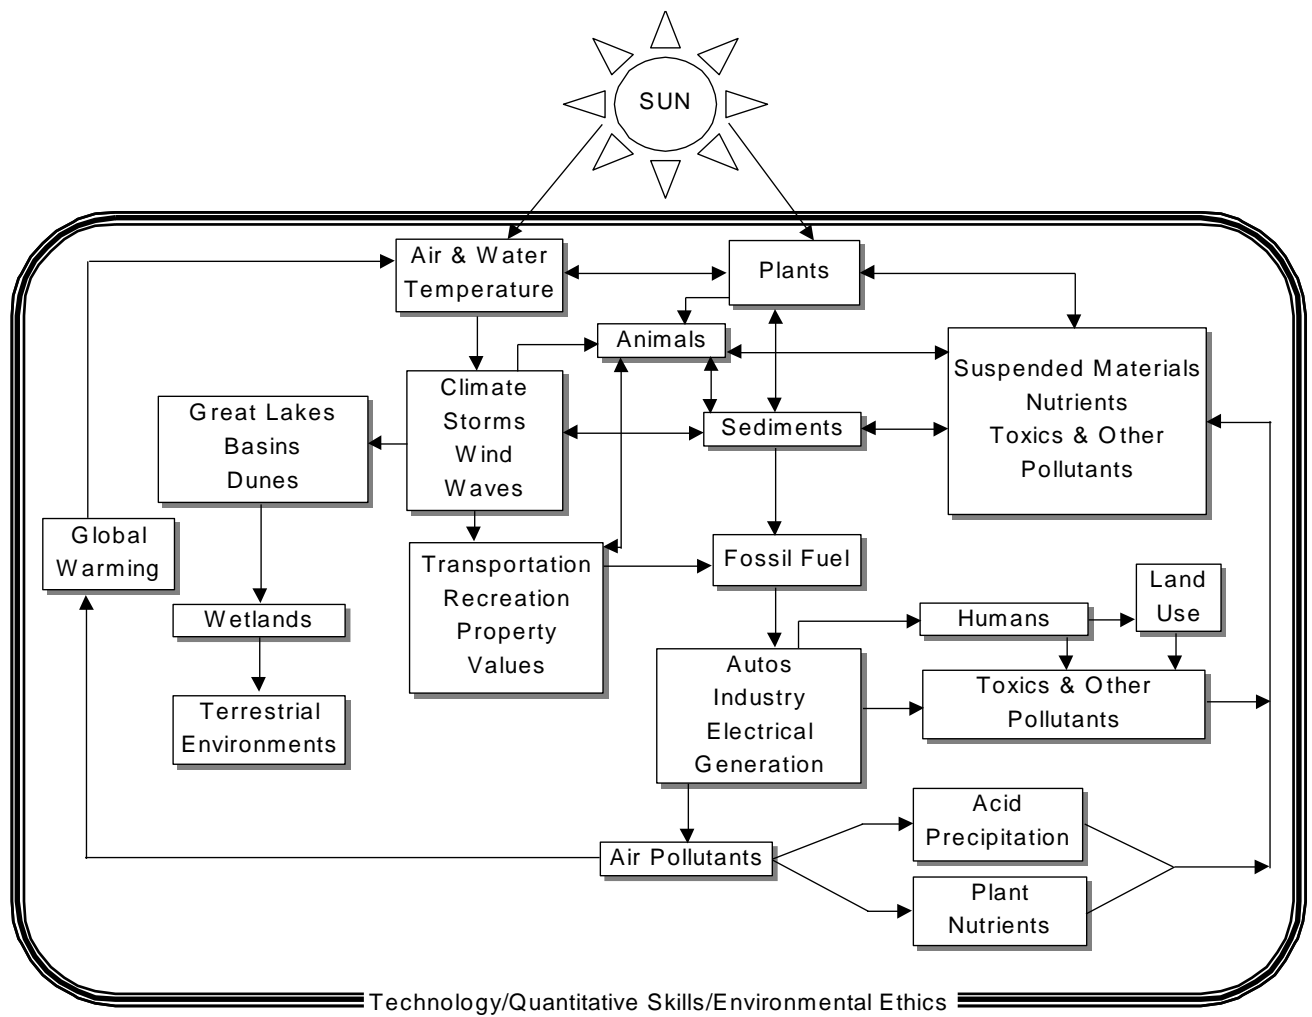 SUN
Air & Water
Temperature
Plants
Animals
Suspended Materials
Nutrients
Toxics & Other
Pollutants
Climate
Storms
Wind
Waves
Great Lakes
Basins
Dunes
Sediments
Global
Warming
Transportation
Recreation
Property
Values
Fossil Fuel
Land
Use
Humans
Wetlands
Autos
Industry
Electrical
Generation
Toxics & Other
Pollutants
Terrestrial
Environments
Acid
Precipitation
Air Pollutants
Plant
Nutrients
Technology/Quantitative Skills/Environmental Ethics